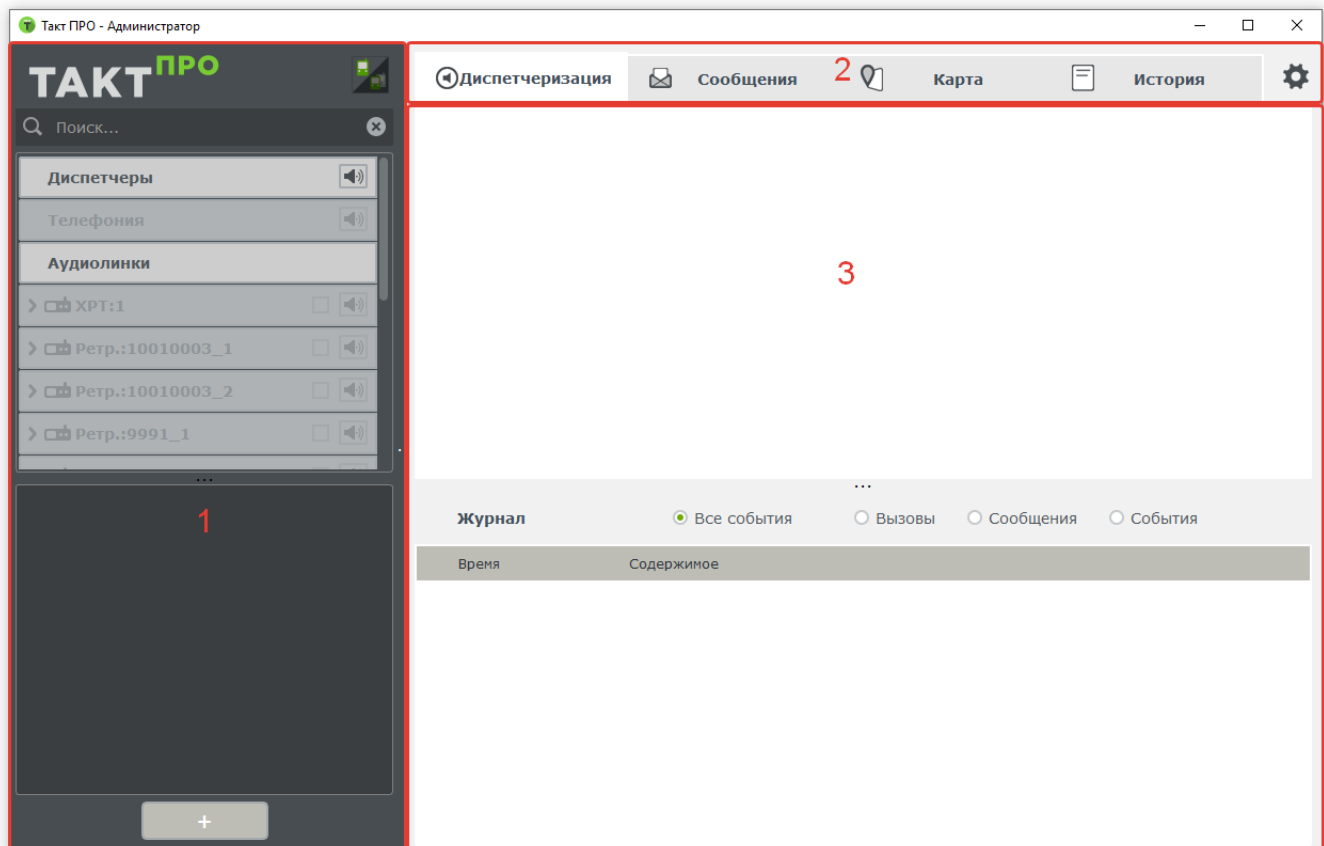 Такт ПРО - Администратор
ТАКТ ПРО
Диспетчеризация Сообщения 2 Карта История
Поиск...
Диспетчеры
Телефония
Аудиолинки
ХРТ:1
Ретр.:10010003_1
Ретр.:10010003_2
Ретр.:9991_1
...
1
+
3
...
Журнал Все события Вызовы Сообщения События
Время Содержимое